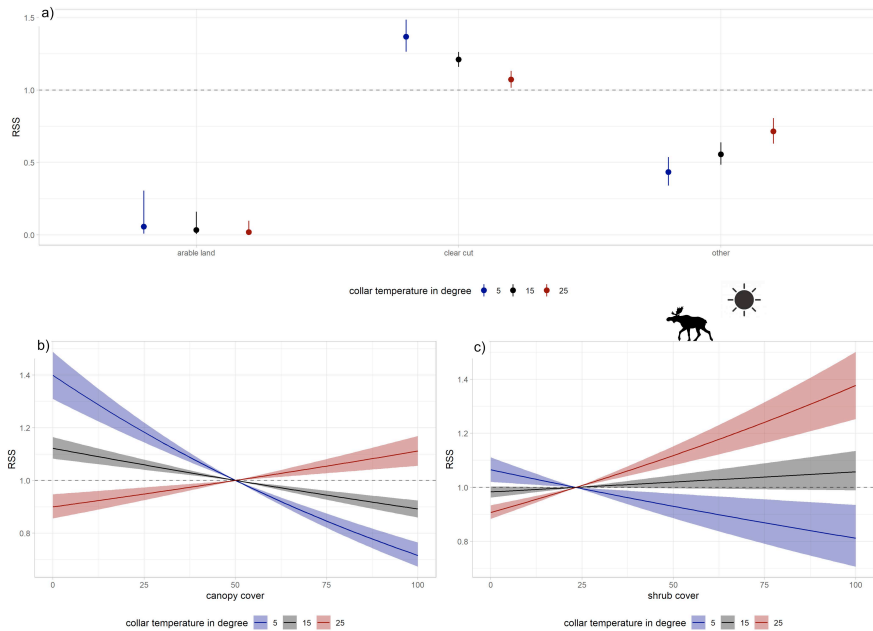 a)
1.5
1.0
0.5
0.0
RSS
arable land clear cut other
collar temperature in degree 5 15 25
b)
1.4
1.2
1.0
0.8
RSS
0 25 50 75 100
canopy cover
collar temperature in degree 5 15 25
c)
1.4
1.2
1.0
0.8
RSS
0 25 50 75 100
shrub cover
collar temperature in degree 5 15 25